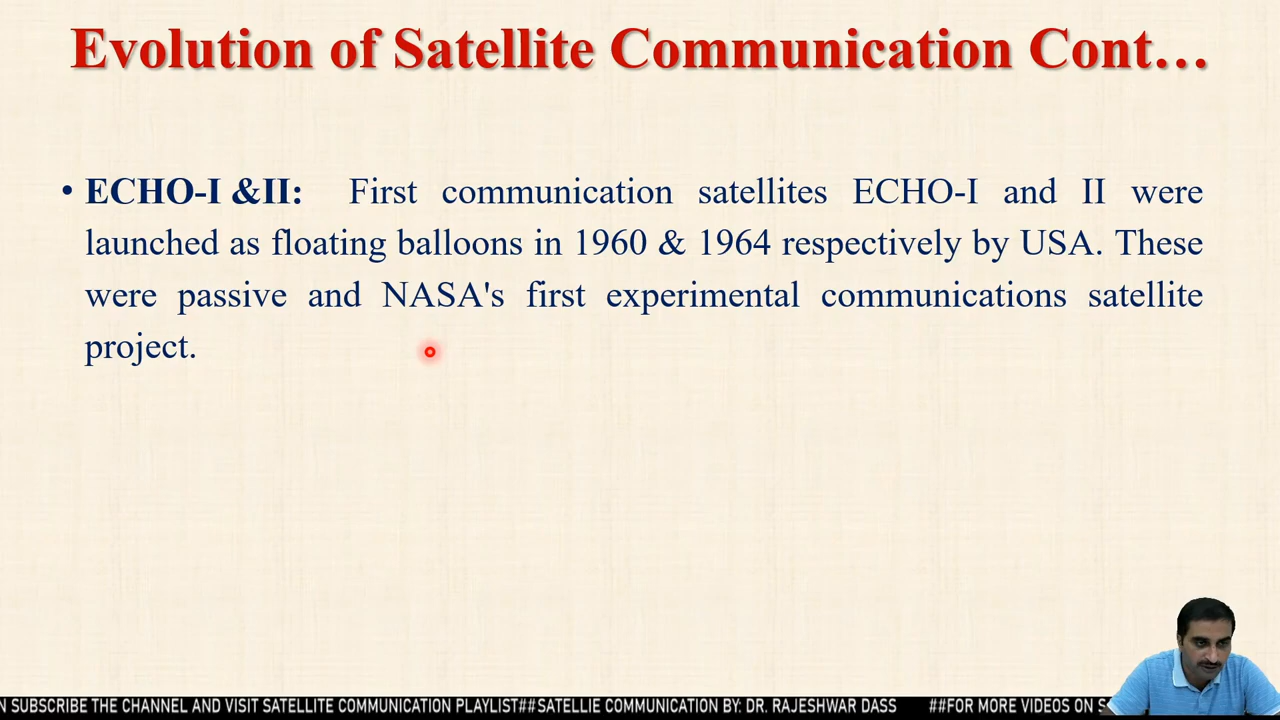 Evolution of Satellite Communication Cont…
• ECHO-I &II: First communication satellites ECHO-I and II were
launched as floating balloons in 1960 & 1964 respectively by USA. These
were passive and NASA's first experimental communications satellite
project.
N SUBSCRIBE THE CHANNEL AND VISIT SATELLITE COMMUNICATION PLAYLIST##SATELLIE COMMUNICATION BY: DR. RAJESHWAR DASS ##FOR MORE VIDEOS ON S